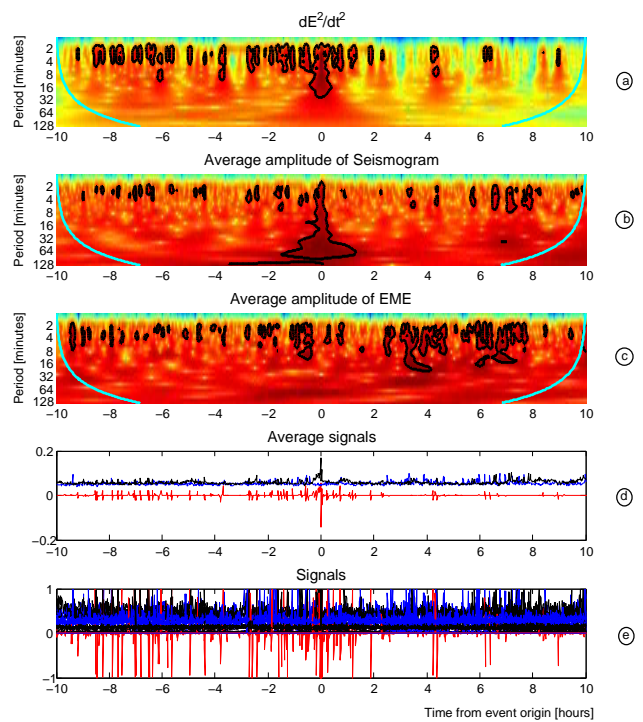 dE²/dt²
Period [minutes]
2
4
8
16
32
64
128
−10 −8 −6 −4 −2 0 2 4 6 8 10
a
Average amplitude of Seismogram
Period [minutes]
2
4
8
16
32
64
128
−10 −8 −6 −4 −2 0 2 4 6 8 10
b
Average amplitude of EME
Period [minutes]
2
4
8
16
32
64
128
−10 −8 −6 −4 −2 0 2 4 6 8 10
c
Average signals
0.2
0
−0.2
−10 −8 −6 −4 −2 0 2 4 6 8 10
d
Signals
1
0
−1
−10 −8 −6 −4 −2 0 2 4 6 8 10
e
Time from event origin [hours]